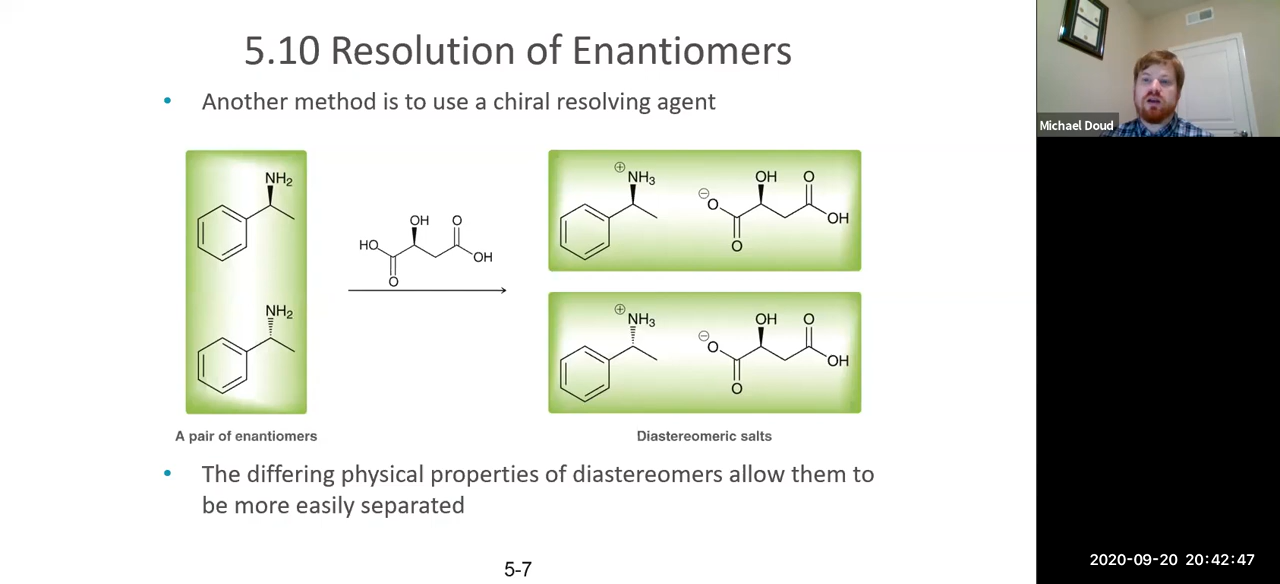 5.10 Resolution of Enantiomers
• Another method is to use a chiral resolving agent
NH₂
NH₂
OH
O
HO
OH
O
⊕
NH₃
OH
O
⊖
O
OH
O
⊕
NH₃
OH
O
⊖
O
OH
O
A pair of enantiomers
Diastereomeric salts
• The differing physical properties of diastereomers allow them to
be more easily separated
5-7
Michael Doud
2020-09-20 20:42:47